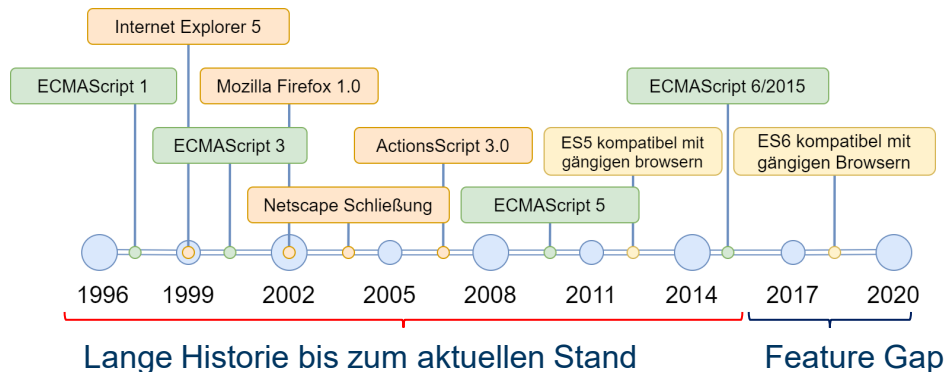 Internet Explorer 5
ECMAScript 1
Mozilla Firefox 1.0
ECMAScript 6/2015
ECMAScript 3
ActionsScript 3.0
ES5 kompatibel mit
gängigen browsern
ES6 kompatibel mit
gängigen Browsern
Netscape Schließung
ECMAScript 5
1996 1999 2002 2005 2008 2011 2014 2017 2020
Lange Historie bis zum aktuellen Stand
Feature Gap